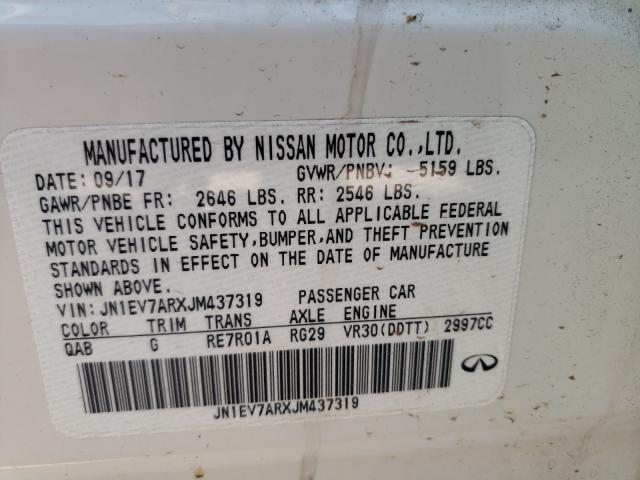 MANUFACTURED BY NISSAN MOTOR CO.,LTD.
DATE: 09/17 GVWR/PNBV: 5159 LBS.
GAWR/PNBE FR: 2646 LBS. RR: 2546 LBS.
THIS VEHICLE CONFORMS TO ALL APPLICABLE FEDERAL
MOTOR VEHICLE SAFETY,BUMPER,AND THEFT PREVENTION
STANDARDS IN EFFECT ON THE DATE OF MANUFACTURE
SHOWN ABOVE.
VIN: JN1EV7ARXJM437319 PASSENGER CAR
COLOR TRIM TRANS AXLE ENGINE
QAB G RE7R01A RG29 VR30(DDTT) 2997CC
JN1EV7ARXJM437319